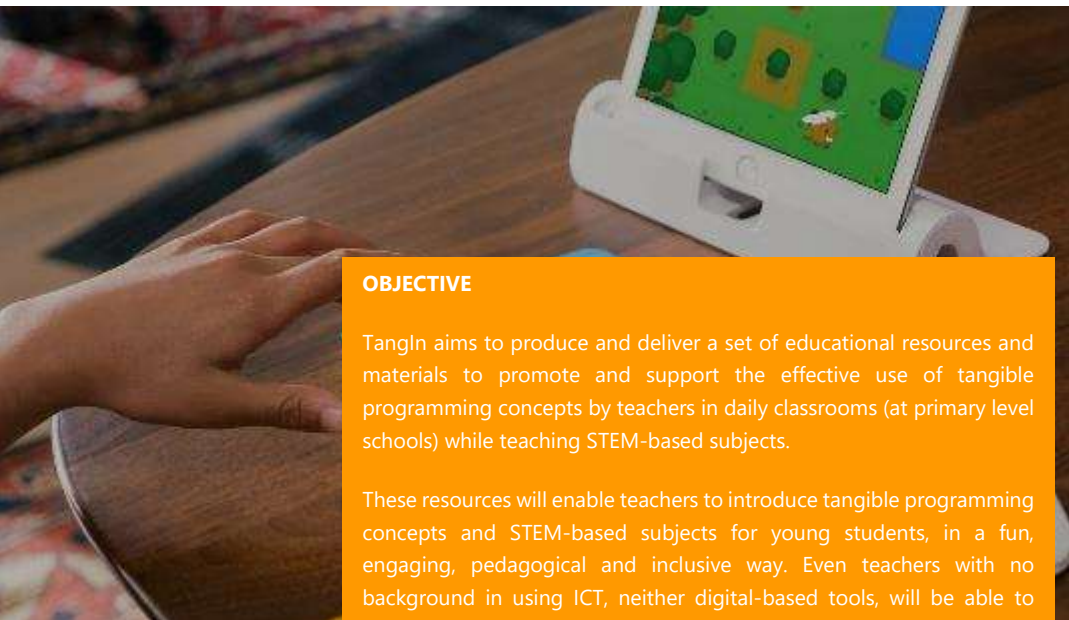 OBJECTIVE
TangIn aims to produce and deliver a set of educational resources and
materials to promote and support the effective use of tangible
programming concepts by teachers in daily classrooms (at primary level
schools) while teaching STEM-based subjects.
These resources will enable teachers to introduce tangible programming
concepts and STEM-based subjects for young students, in a fun,
engaging, pedagogical and inclusive way. Even teachers with no
background in using ICT, neither digital-based tools, will be able to